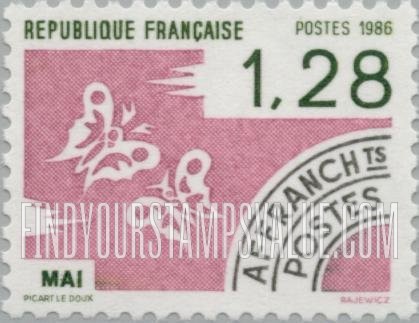 REPUBLIQUE FRANÇAISE
POSTES 1986
1,28
AFFRANCHTS
POSTES
FINDYOURSTAMPSVALUE.COM
MAI
PICART LE DOUX
RAJEWICZ